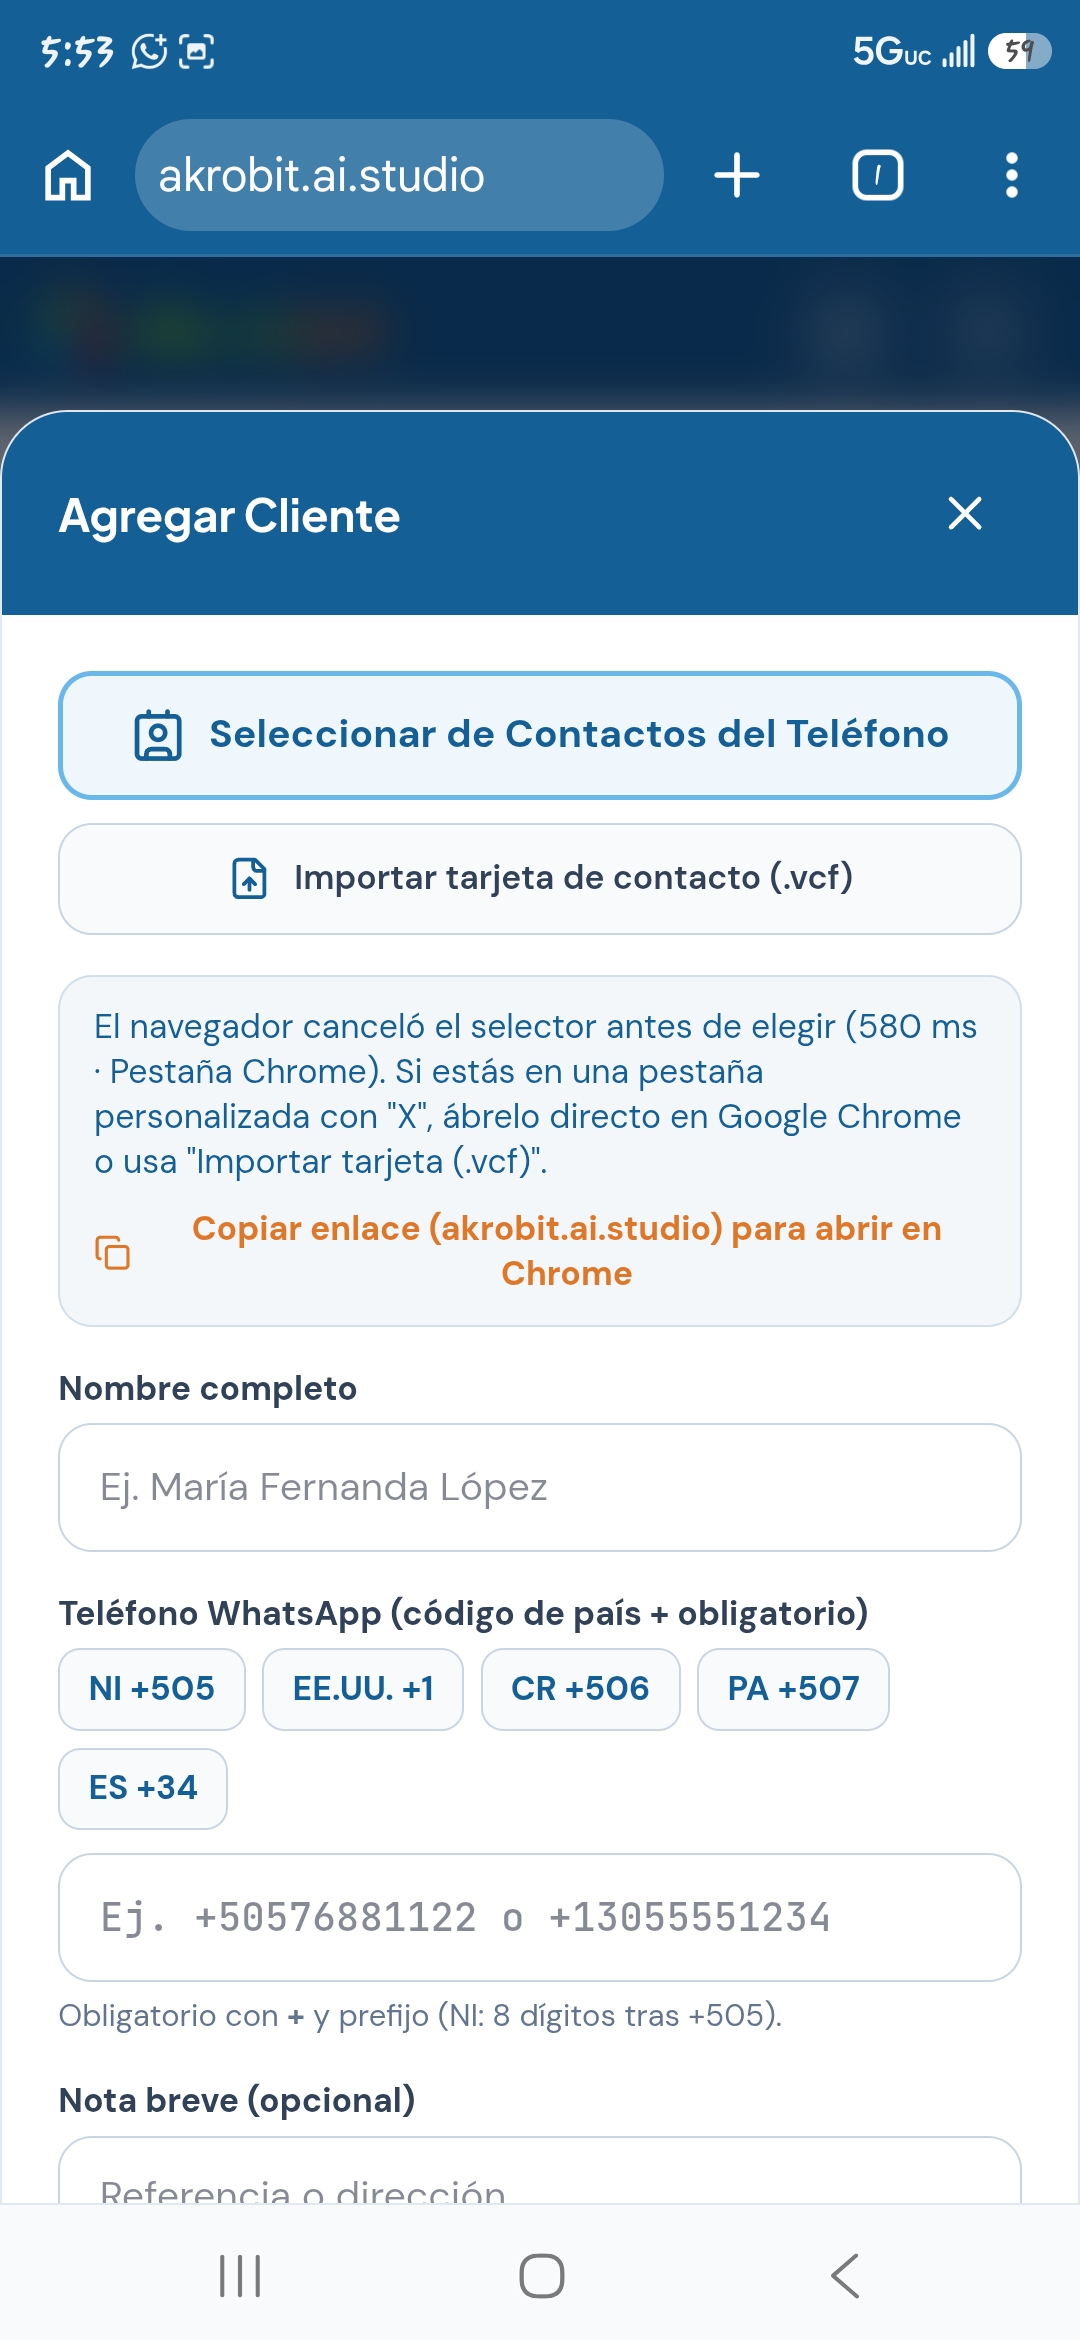 5:53
5G UC
59
akrobit.ai.studio
1
Agregar Cliente
Seleccionar de Contactos del Teléfono
Importar tarjeta de contacto (.vcf)
El navegador canceló el selector antes de elegir (580 ms
· Pestaña Chrome). Si estás en una pestaña
personalizada con "X", ábrelo directo en Google Chrome
o usa "Importar tarjeta (.vcf)".
Copiar enlace (akrobit.ai.studio) para abrir en
Chrome
Nombre completo
Ej. María Fernanda López
Teléfono WhatsApp (código de país + obligatorio)
NI +505
EE.UU. +1
CR +506
PA +507
ES +34
Ej. +50576881122 o +13055551234
Obligatorio con + y prefijo (NI: 8 dígitos tras +505).
Nota breve (opcional)
Referencia o dirección